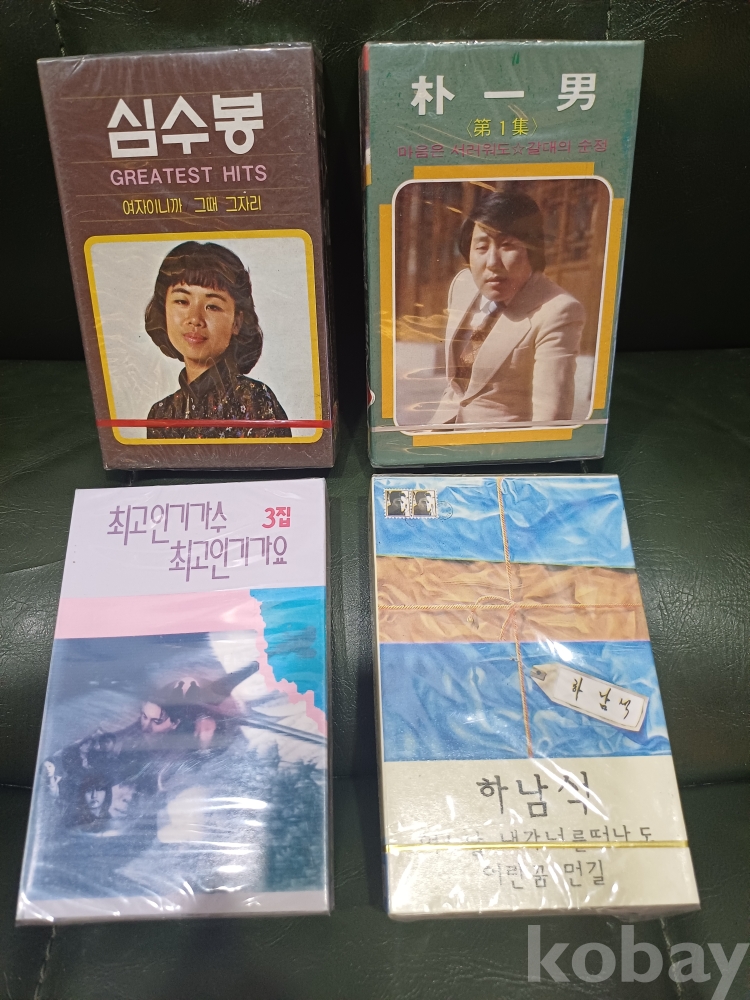 심수봉
GREATEST HITS
여자이니까 그때 그자리
朴一男
〈第1集〉
마음은 서러워도☆갈대의 순정
최고인기가수 3집
최고인기가요
하남석
하남석
내가 너를 떠나도
어린꿈 먼길
kobay